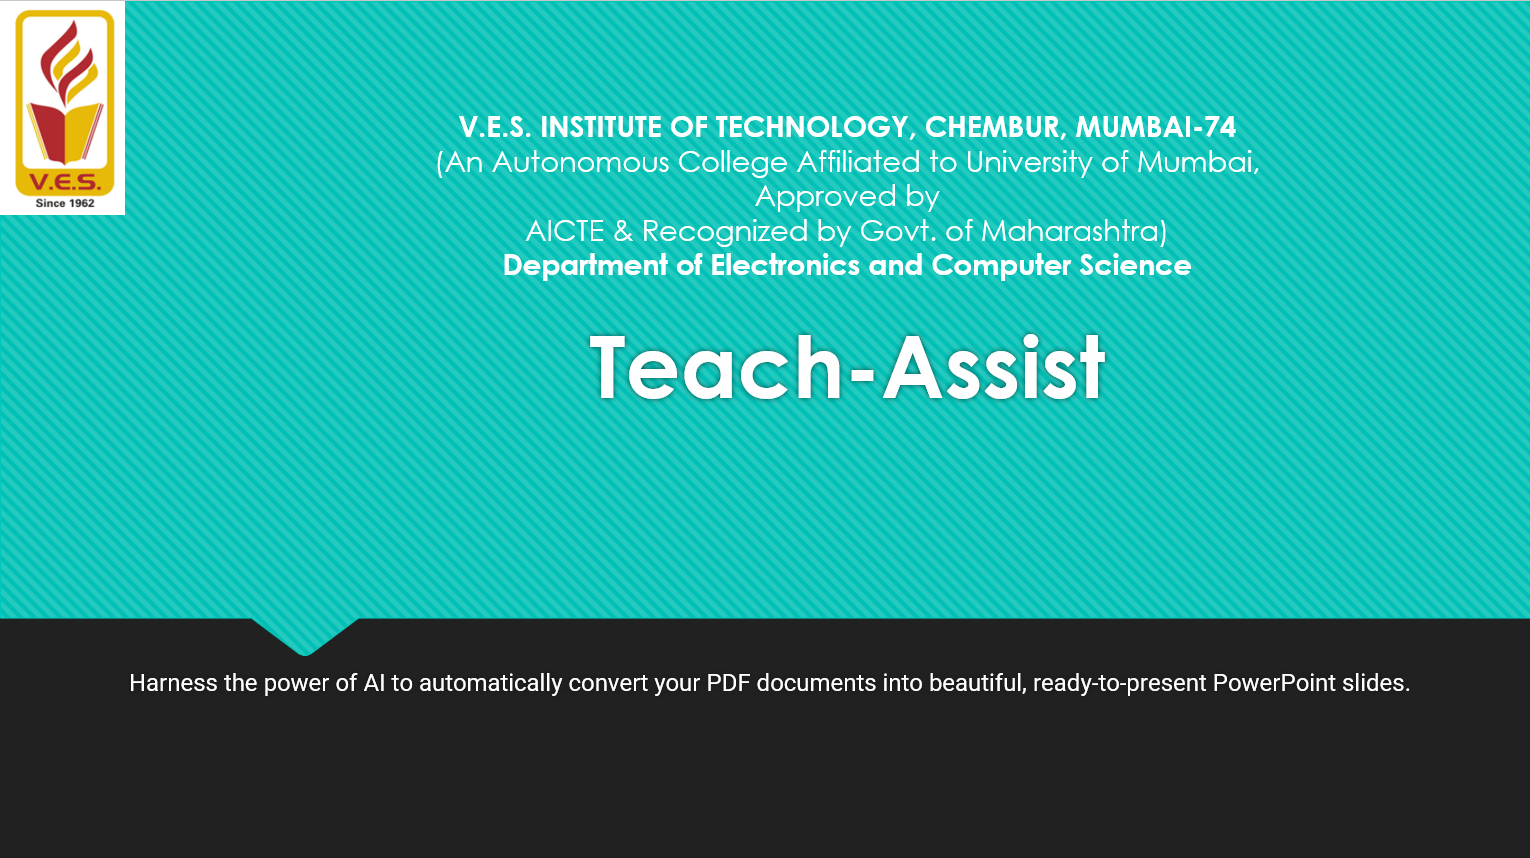 V.E.S.
Since 1962
V.E.S. INSTITUTE OF TECHNOLOGY, CHEMBUR, MUMBAI-74
(An Autonomous College Affiliated to University of Mumbai,
Approved by
AICTE & Recognized by Govt. of Maharashtra)
Department of Electronics and Computer Science
Teach-Assist
Harness the power of AI to automatically convert your PDF documents into beautiful, ready-to-present PowerPoint slides.